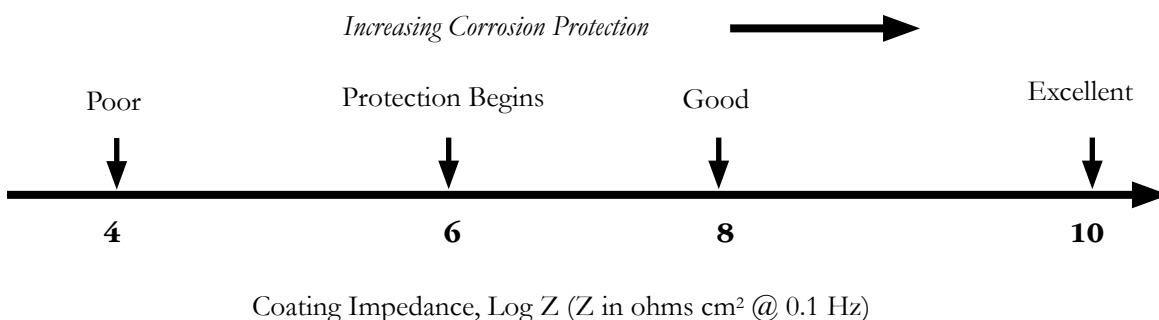 Increasing Corrosion Protection
Poor Protection Begins Good Excellent
4 6 8 10
Coating Impedance, Log Z (Z in ohms cm² @ 0.1 Hz)